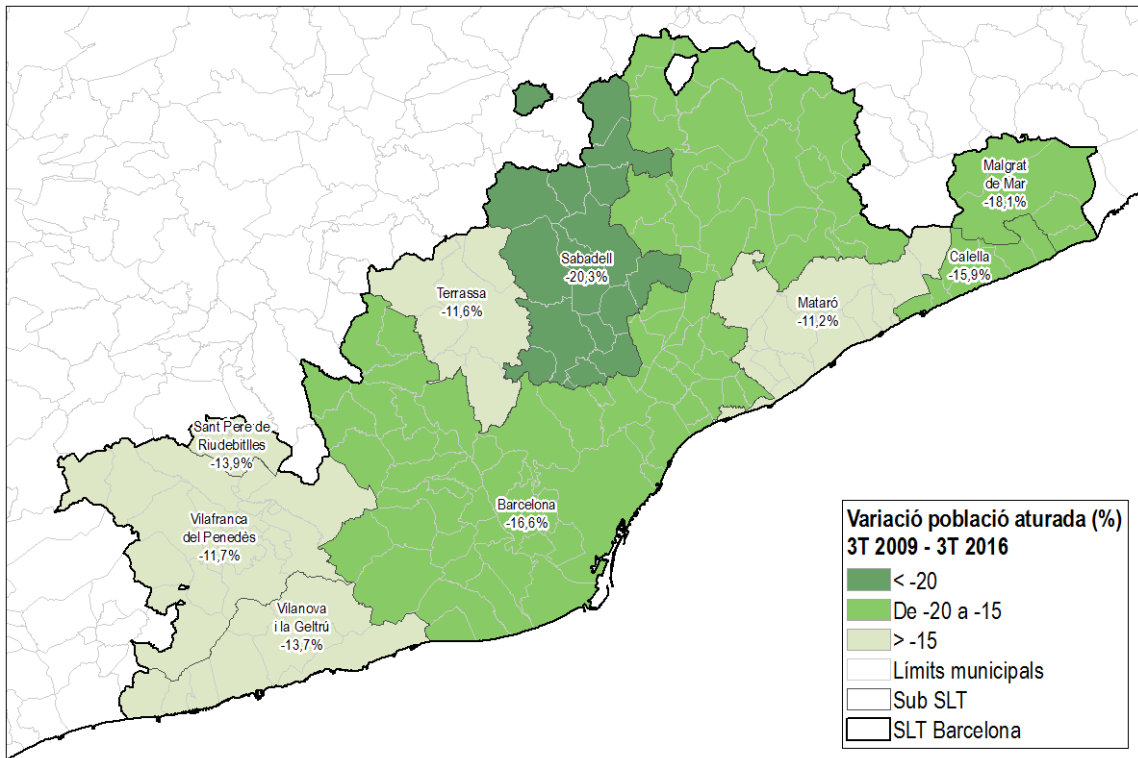 Malgrat
de Mar
-18,1%
Calella
-15,9%
Sabadell
-20,3%
Terrassa
-11,6%
Mataró
-11,2%
Sant Pere de
Riudebitlles
-13,9%
Vilafranca
del Penedès
-11,7%
Barcelona
-16,6%
Vilanova
i la Geltrú
-13,7%
Variació població aturada (%)
3T 2009 - 3T 2016
< -20
De -20 a -15
> -15
Límits municipals
Sub SLT
SLT Barcelona